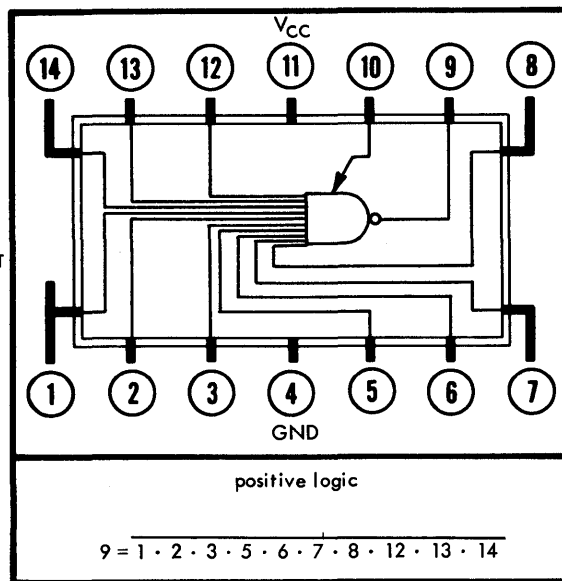 VCC
14 13 12 11 10 9 8
T
1 2 3 4 5 6 7
GND
positive logic
9 = 1 · 2 · 3 · 5 · 6 · 7 · 8 · 12 · 13 · 14